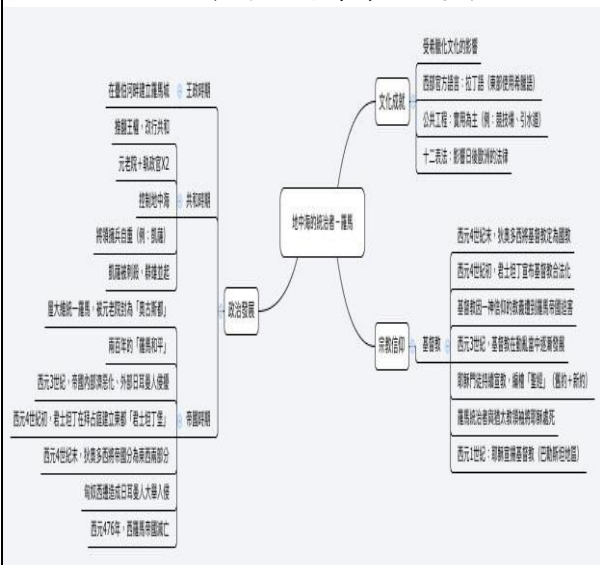 地中海的統治者－羅馬
政治發展
王政時期
在臺伯河畔建立羅馬城
共和時期
推翻王權，改行共和
元老院＋執政官X2
控制地中海
將領擁兵自重（例：凱薩）
凱薩被刺殺，群雄並起
帝國時期
屋大維統一羅馬，被元老院封為「奧古斯都」
兩百年的「羅馬和平」
西元3世紀，帝國內部惡化、外部日耳曼人侵擾
西元4世紀初，君士坦丁在拜占庭建立東都「君士坦丁堡」
西元4世紀末，狄奧多西將帝國分為東西兩部分
匈奴西遷造成日耳曼人大舉入侵
西元476年，西羅馬帝國滅亡
文化成就
受希臘化文化的影響
西部官方語言：拉丁語（東部使用希臘語）
公共工程：實用為主（例：競技場、引水道）
十二表法：影響日後歐洲的法律
宗教信仰
基督教
西元4世紀末，狄奧多西將基督教定為國教
西元4世紀初，君士坦丁宣布基督教合法化
基督教因一神信仰的教義遭到羅馬帝國迫害
西元3世紀，基督教在動亂當中逐漸發展
耶穌門徒持續宣教，編纂「聖經」（舊約＋新約）
羅馬統治者與猶太教領袖將耶穌處死
西元1世紀：耶穌宣揚基督教（巴勒斯坦地區）